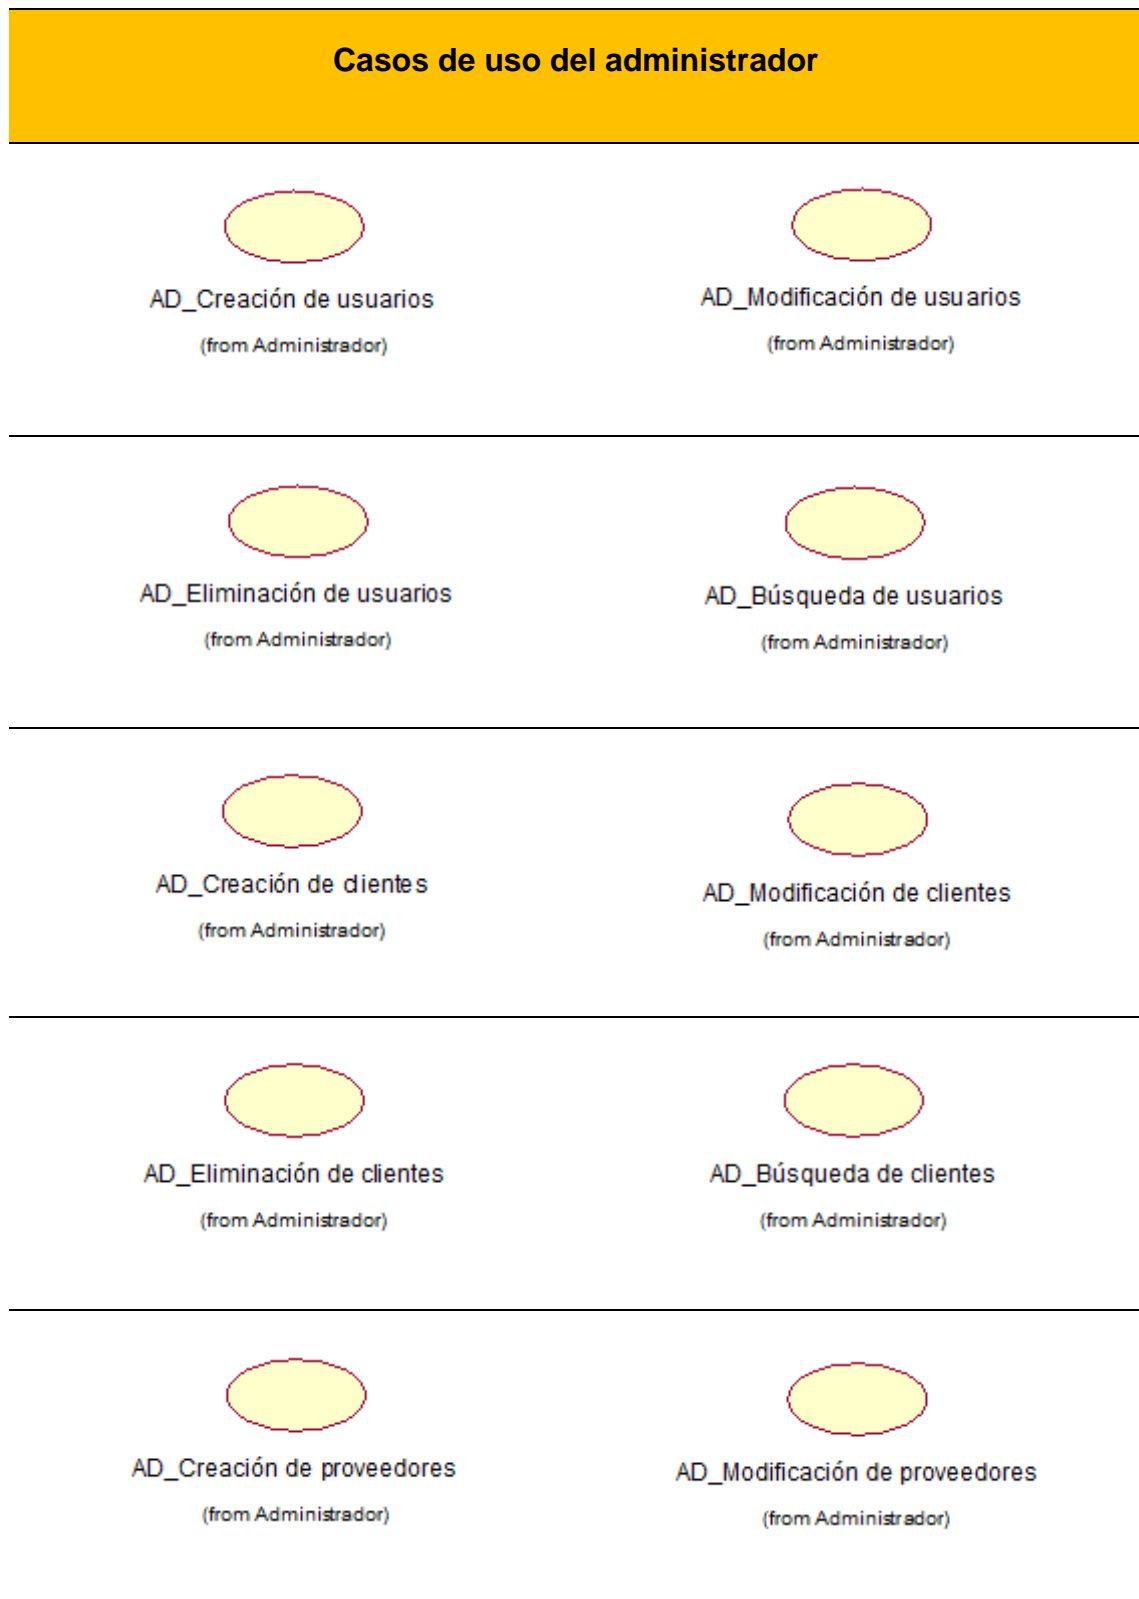 Casos de uso del administrador
AD_Creación de usuarios
(from Administrador)
AD_Modificación de usuarios
(from Administrador)
AD_Eliminación de usuarios
(from Administrador)
AD_Búsqueda de usuarios
(from Administrador)
AD_Creación de clientes
(from Administrador)
AD_Modificación de clientes
(from Administrador)
AD_Eliminación de clientes
(from Administrador)
AD_Búsqueda de clientes
(from Administrador)
AD_Creación de proveedores
(from Administrador)
AD_Modificación de proveedores
(from Administrador)